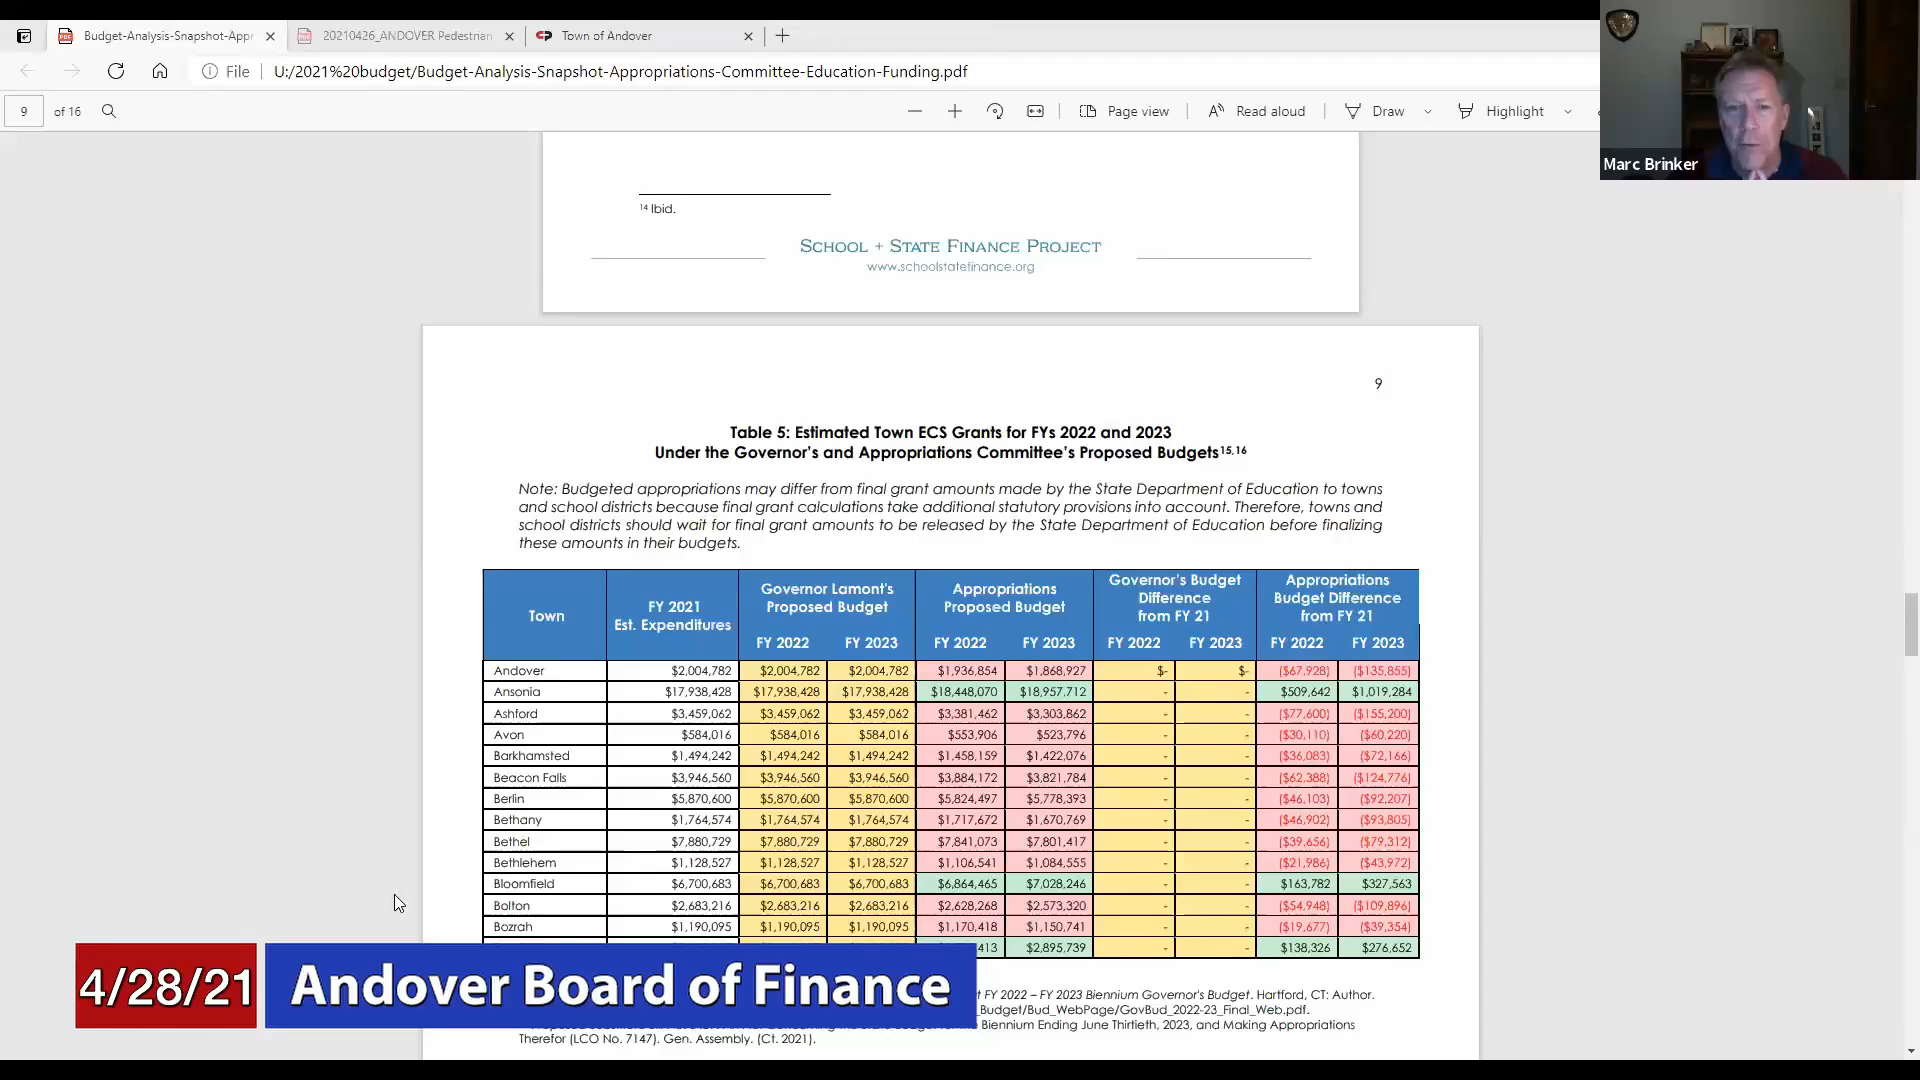 Budget-Analysis-Snapshot-Appr
20210426_ANDOVER Pedestrian
Town of Andover
File
U:/2021%20budget/Budget-Analysis-Snapshot-Appropriations-Committee-Education-Funding.pdf
9 of 16
Page view
Read aloud
Draw
Highlight
Marc Brinker
14 Ibid.
School + State Finance Project
www.schoolstatefinance.org
9
Table 5: Estimated Town ECS Grants for FYs 2022 and 2023
Under the Governor's and Appropriations Committee's Proposed Budgets15,16
Note: Budgeted appropriations may differ from final grant amounts made by the State Department of Education to towns
and school districts because final grant calculations take additional statutory provisions into account. Therefore, towns and
school districts should wait for final grant amounts to be released by the State Department of Education before finalizing
these amounts in their budgets.
Town
FY 2021
Est. Expenditures
Governor Lamont's
Proposed Budget
Appropriations
Proposed Budget
Governor's Budget
Difference
from FY 21
Appropriations
Budget Difference
from FY 21
FY 2022 FY 2023 FY 2022 FY 2023 FY 2022 FY 2023 FY 2022 FY 2023
Andover $2,004,782 $2,004,782 $2,004,782 $1,936,854 $1,868,927 $- $- ($67,928) ($135,855)
Ansonia $17,938,428 $17,938,428 $17,938,428 $18,448,070 $18,957,712 - - $509,642 $1,019,284
Ashford $3,459,062 $3,459,062 $3,459,062 $3,381,462 $3,303,862 - - ($77,600) ($155,200)
Avon $584,016 $584,016 $584,016 $553,906 $523,796 - - ($30,110) ($60,220)
Barkhamsted $1,494,242 $1,494,242 $1,494,242 $1,458,159 $1,422,076 - - ($36,083) ($72,166)
Beacon Falls $3,946,560 $3,946,560 $3,946,560 $3,884,172 $3,821,784 - - ($62,388) ($124,776)
Berlin $5,870,600 $5,870,600 $5,870,600 $5,824,497 $5,778,393 - - ($46,103) ($92,207)
Bethany $1,764,574 $1,764,574 $1,764,574 $1,717,672 $1,670,769 - - ($46,902) ($93,805)
Bethel $7,880,729 $7,880,729 $7,880,729 $7,841,073 $7,801,417 - - ($39,656) ($79,312)
Bethlehem $1,128,527 $1,128,527 $1,128,527 $1,106,541 $1,084,555 - - ($21,986) ($43,972)
Bloomfield $6,700,683 $6,700,683 $6,700,683 $6,864,465 $7,028,246 - - $163,782 $327,563
Bolton $2,683,216 $2,683,216 $2,683,216 $2,628,268 $2,573,320 - - ($54,948) ($109,896)
Bozrah $1,190,095 $1,190,095 $1,190,095 $1,170,418 $1,150,741 - - ($19,677) ($39,354)
413 $2,895,739 - - $138,326 $276,652
4/28/21 Andover Board of Finance
FY 2022 – FY 2023 Biennium Governor's Budget. Hartford, CT: Author.
_Budget/Bud_WebPage/GovBud_2022-23_Final_Web.pdf.
Biennium Ending June Thirtieth, 2023, and Making Appropriations
Therefor (LCO No. 7147). Gen. Assembly. (Ct. 2021).